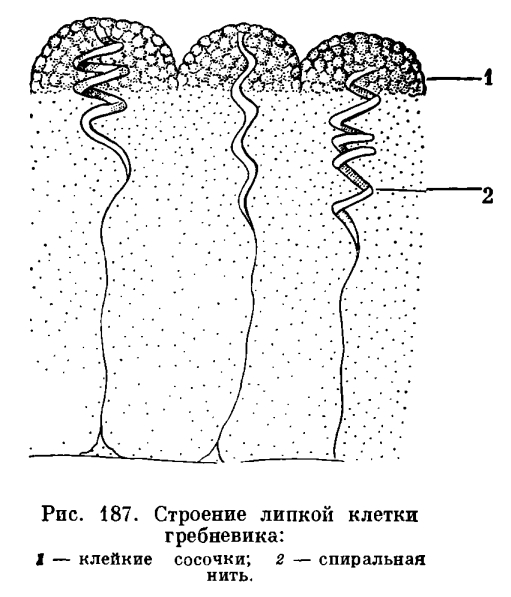 1
2
Рис. 187. Строение липкой клетки
гребневика:
1 — клейкие сосочки; 2 — спиральная
нить.